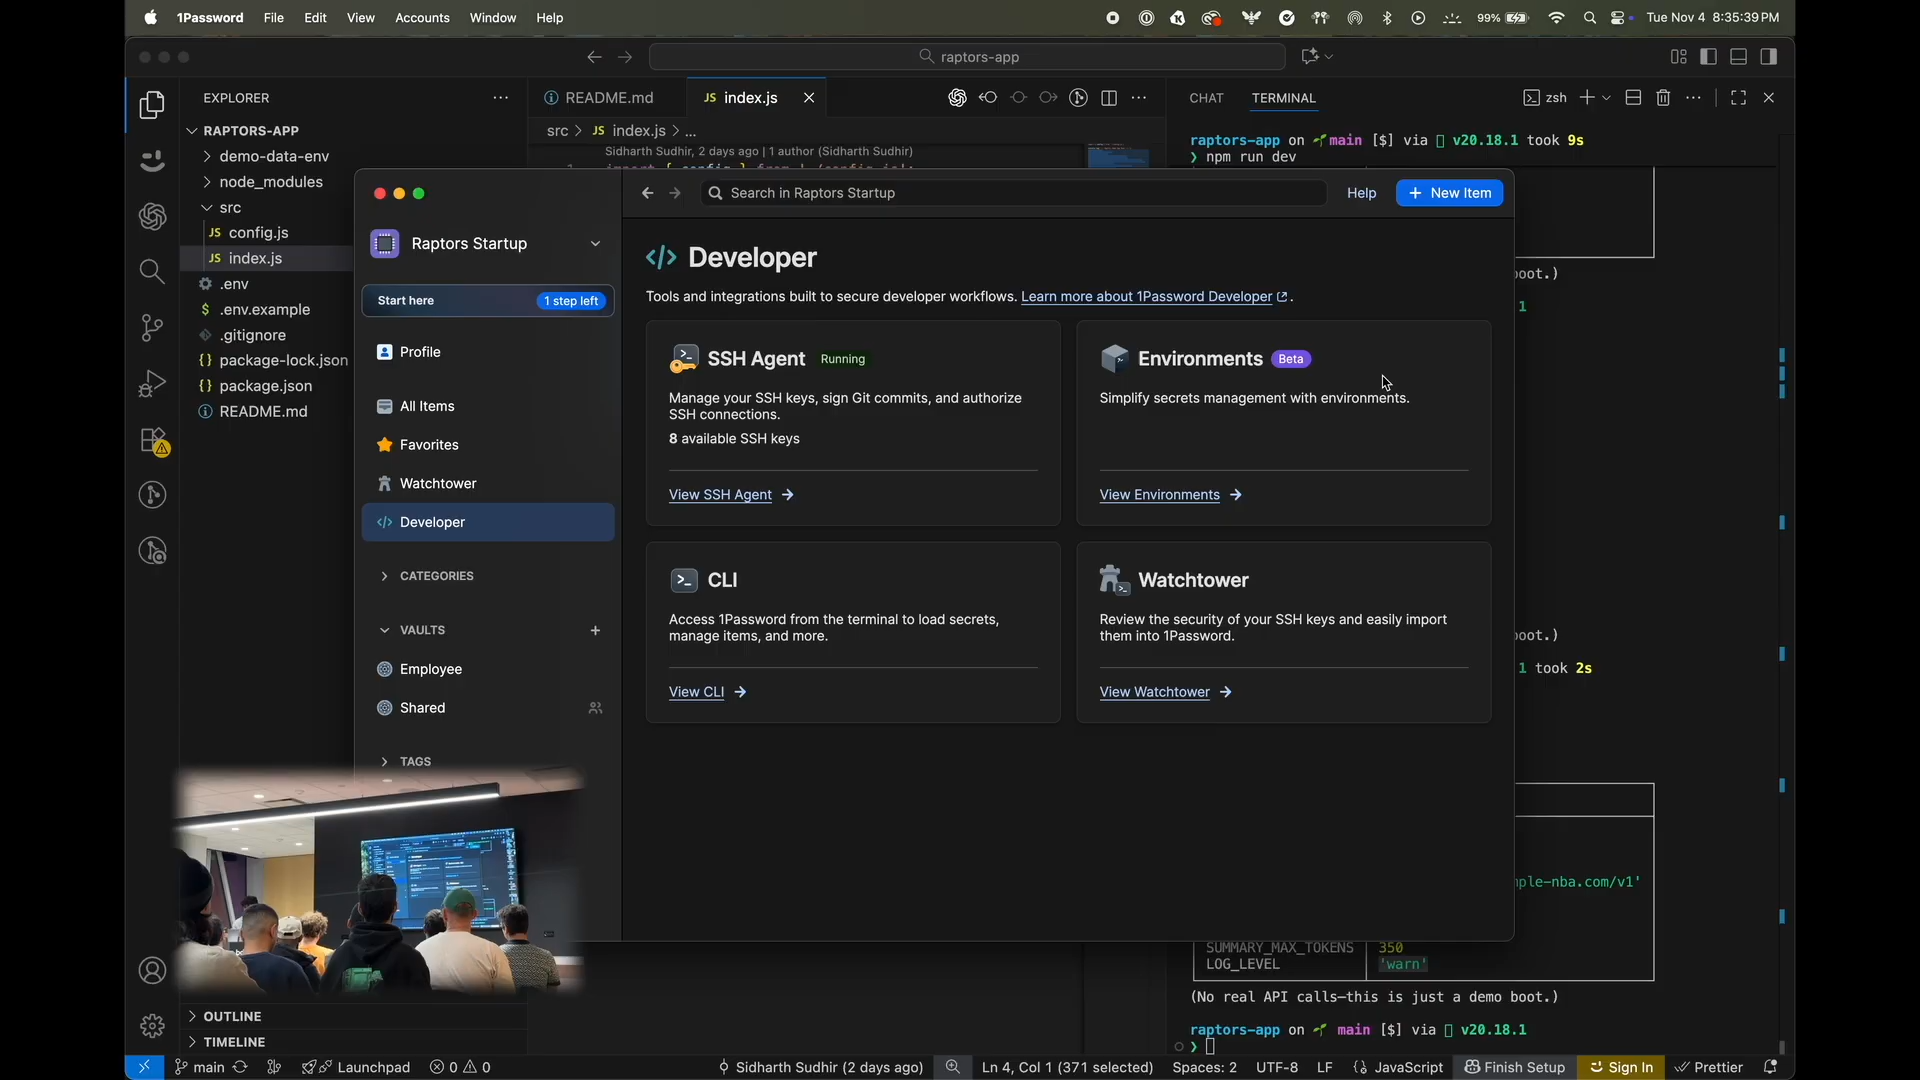 1Password File Edit View Accounts Window Help
99% Tue Nov 4 8:35:39 PM
raptors-app
EXPLORER
RAPTORS-APP
demo-data-env
node_modules
src
JS config.js
JS index.js
.env
$ .env.example
.gitignore
{} package-lock.json
{} package.json
README.md
OUTLINE
TIMELINE
README.md
JS index.js
src > JS index.js > ...
Sidharth Sudhir, 2 days ago | 1 author (Sidharth Sudhir)
CHAT TERMINAL
zsh
raptors-app on main [$] via v20.18.1 took 9s
❯ npm run dev
Raptors Startup
Start here 1 step left
Profile
All Items
Favorites
Watchtower
</> Developer
CATEGORIES
VAULTS
Employee
Shared
TAGS
Search in Raptors Startup
Help
+ New Item
</> Developer
Tools and integrations built to secure developer workflows. Learn more about 1Password Developer.
SSH Agent Running
Manage your SSH keys, sign Git commits, and authorize
SSH connections.
8 available SSH keys
View SSH Agent →
Environments Beta
Simplify secrets management with environments.
View Environments →
CLI
Access 1Password from the terminal to load secrets,
manage items, and more.
View CLI →
Watchtower
Review the security of your SSH keys and easily import
them into 1Password.
View Watchtower →
oot.)
1
oot.)
1 took 2s
mple-nba.com/v1'
SUMMARY_MAX_TOKENS 350
LOG_LEVEL 'warn'
(No real API calls—this is just a demo boot.)
raptors-app on main [$] via v20.18.1
❯
main Launchpad 0 0
Sidharth Sudhir (2 days ago) Ln 4, Col 1 (371 selected) Spaces: 2 UTF-8 LF {} JavaScript Finish Setup Sign In Prettier